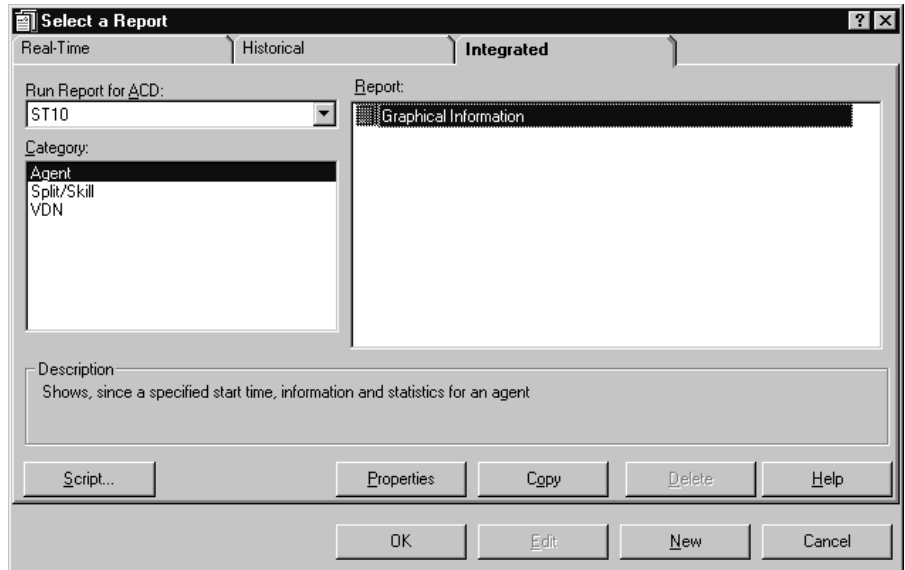 Select a Report
Real-Time Historical Integrated
Run Report for ACD:
ST10
Category:
Agent
Split/Skill
VDN
Report:
Graphical Information
Description
Shows, since a specified start time, information and statistics for an agent
Script... Properties Copy Delete Help
OK Edit New Cancel